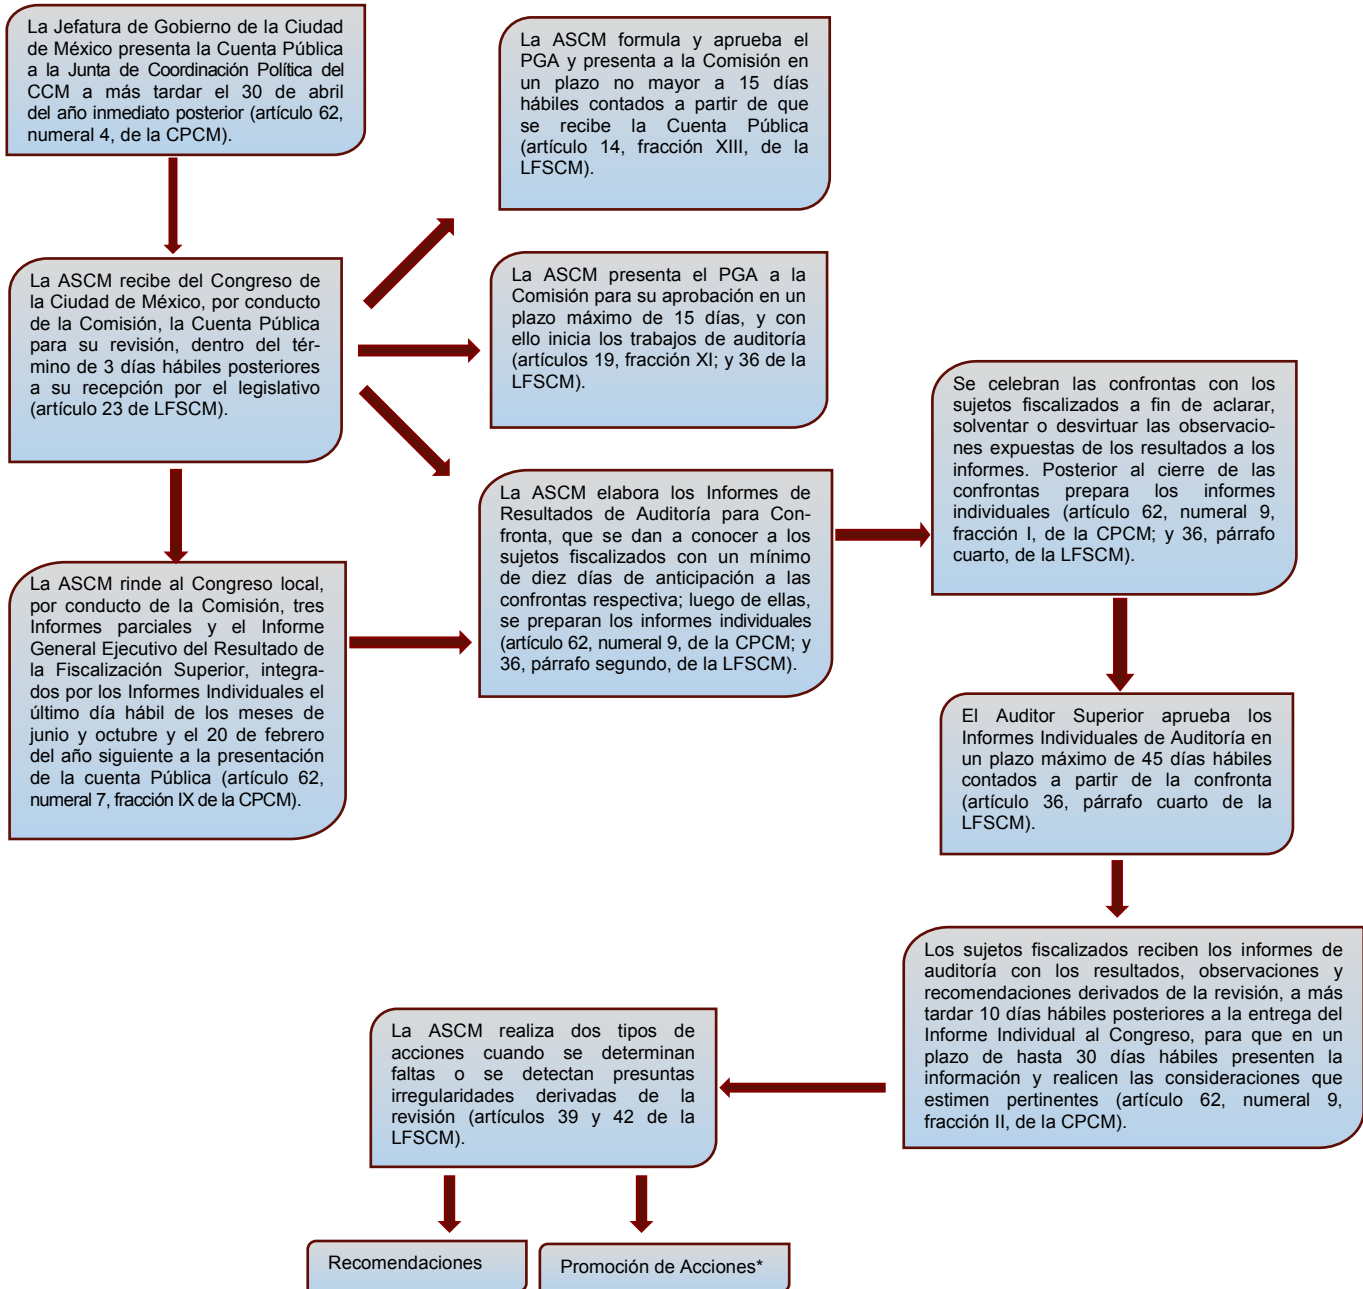 La Jefatura de Gobierno de la Ciudad
de México presenta la Cuenta Pública
a la Junta de Coordinación Política del
CCM a más tardar el 30 de abril
del año inmediato posterior (artículo 62,
numeral 4, de la CPCM).
La ASCM formula y aprueba el
PGA y presenta a la Comisión en
un plazo no mayor a 15 días
hábiles contados a partir de que
se recibe la Cuenta Pública
(artículo 14, fracción XIII, de la
LFSCM).
La ASCM recibe del Congreso de
la Ciudad de México, por conducto
de la Comisión, la Cuenta Pública
para su revisión, dentro del tér-
mino de 3 días hábiles posteriores
a su recepción por el legislativo
(artículo 23 de LFSCM).
La ASCM presenta el PGA a la
Comisión para su aprobación en un
plazo máximo de 15 días, y con
ello inicia los trabajos de auditoría
(artículos 19, fracción XI; y 36 de la
LFSCM).
La ASCM rinde al Congreso local,
por conducto de la Comisión, tres
Informes parciales y el Informe
General Ejecutivo del Resultado de
la Fiscalización Superior, integra-
dos por los Informes Individuales el
último día hábil de los meses de
junio y octubre y el 20 de febrero
del año siguiente a la presentación
de la cuenta Pública (artículo 62,
numeral 7, fracción IX de la CPCM).
La ASCM elabora los Informes de
Resultados de Auditoría para Con-
fronta, que se dan a conocer a los
sujetos fiscalizados con un mínimo
de diez días de anticipación a las
confrontas respectiva; luego de ellas,
se preparan los informes individuales
(artículo 62, numeral 9, de la CPCM; y
36, párrafo segundo, de la LFSCM).
Se celebran las confrontas con los
sujetos fiscalizados a fin de aclarar,
solventar o desvirtuar las observacio-
nes expuestas de los resultados a los
informes. Posterior al cierre de las
confrontas prepara los informes
individuales (artículo 62, numeral 9,
fracción I, de la CPCM; y 36, párrafo
cuarto, de la LFSCM).
El Auditor Superior aprueba los
Informes Individuales de Auditoría en
un plazo máximo de 45 días hábiles
contados a partir de la confronta
(artículo 36, párrafo cuarto de la
LFSCM).
Los sujetos fiscalizados reciben los informes de
auditoría con los resultados, observaciones y
recomendaciones derivados de la revisión, a más
tardar 10 días hábiles posteriores a la entrega del
Informe Individual al Congreso, para que en un
plazo de hasta 30 días hábiles presenten la
información y realicen las consideraciones que
estimen pertinentes (artículo 62, numeral 9,
fracción II, de la CPCM).
La ASCM realiza dos tipos de
acciones cuando se determinan
faltas o se detectan presuntas
irregularidades derivadas de la
revisión (artículos 39 y 42 de la
LFSCM).
Recomendaciones
Promoción de Acciones*